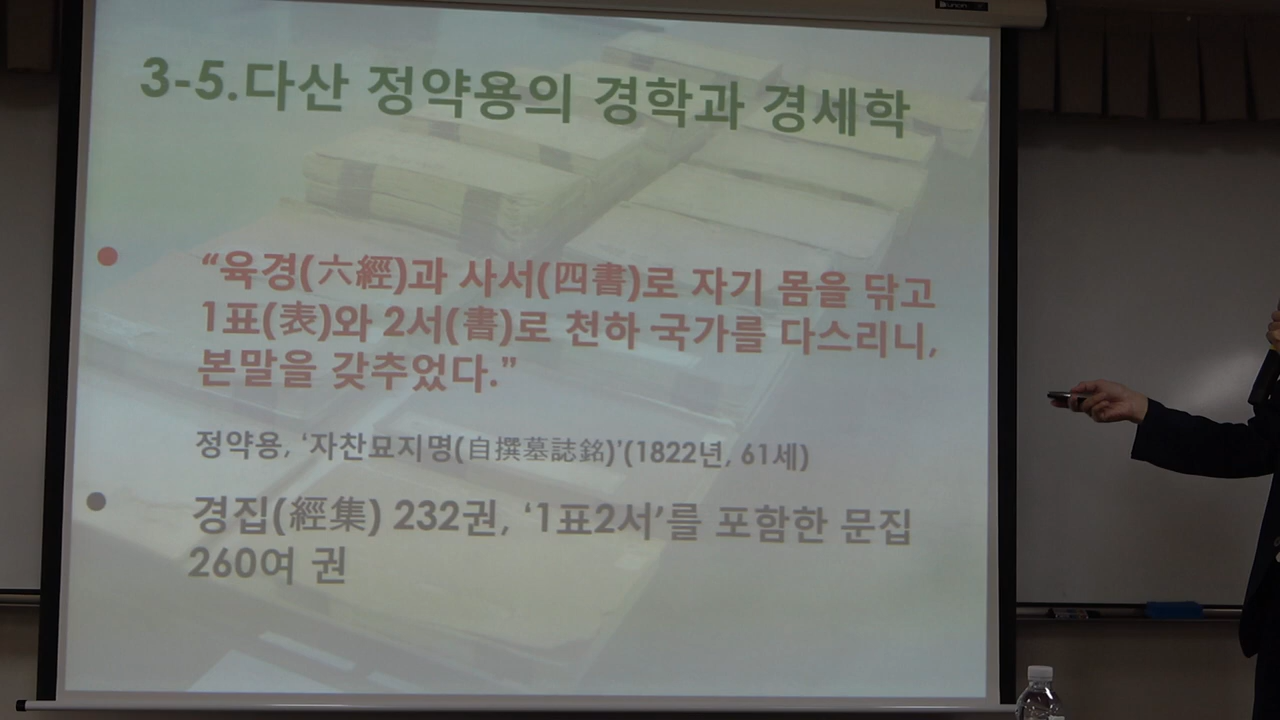 3-5.다산 정약용의 경학과 경세학
“육경(六經)과 사서(四書)로 자기 몸을 닦고
1표(表)와 2서(書)로 천하 국가를 다스리니,
본말을 갖추었다.”
정약용, ‘자찬묘지명(自撰墓誌銘)’(1822년, 61세)
경집(經集) 232권, ‘1표2서’를 포함한 문집
260여 권